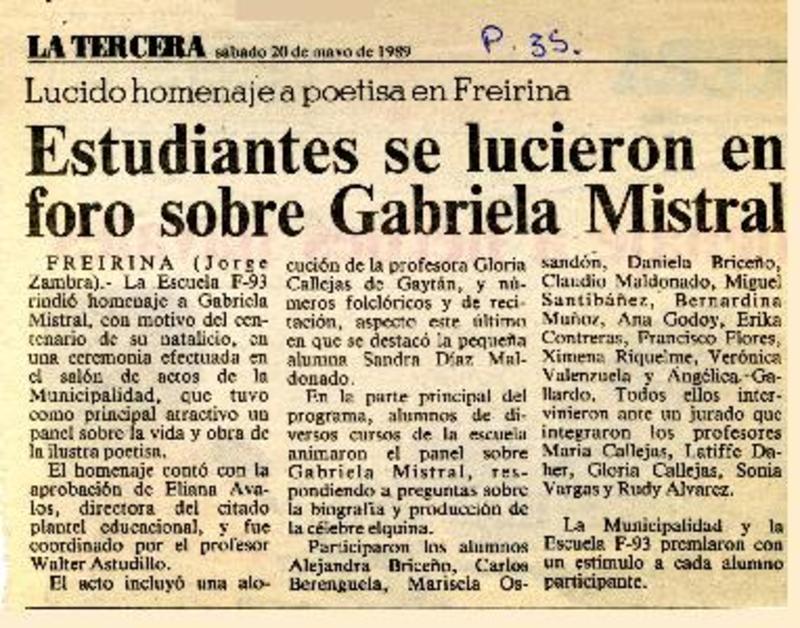 LA TERCERA sábado 20 de mayo de 1989
P. 35.
Lucido homenaje a poetisa en Freirina
Estudiantes se lucieron en
foro sobre Gabriela Mistral
FREIRINA (Jorge
Zambra).- La Escuela F-93
rindió homenaje a Gabriela
Mistral, con motivo del cen-
tenario de su natalicio, en
una ceremonia efectuada en
el salón de actos de la
Municipalidad, que tuvo
como principal atractivo un
panel sobre la vida y obra de
la ilustra poetisa.
El homenaje contó con la
aprobación de Eliana Ava-
los, directora del citado
plantel educacional, y fue
coordinado por el profesor
Walter Astudillo.
El acto incluyó una alo-
cución de la profesora Gloria
Callejas de Gaytán, y nú-
meros folclóricos y de reci-
tación, aspecto este último
en que se destacó la pequeña
alumna Sandra Díaz Mal-
donado.
En la parte principal del
programa, alumnos de di-
versos cursos de la escuela
animaron el panel sobre
Gabriela Mistral, res-
pondiendo a preguntas sobre
la biografía y producción de
la célebre elquina.
Participaron los alumnos
Alejandra Briceño, Carlos
Berenguela, Marisela Os-
sandón, Daniela Briceño,
Claudio Maldonado, Miguel
Santibáñez, Bernardina
Muñoz, Ana Godoy, Erika
Contreras, Francisco Flores,
Ximena Riquelme, Verónica
Valenzuela y Angélica Ga-
llardo. Todos ellos inter-
vinieron ante un jurado que
integraron los profesores
María Callejas, Latiffe Da-
her, Gloria Callejas, Sonia
Vargas y Rudy Alvarez.
La Municipalidad y la
Escuela F-93 premiaron con
un estímulo a cada alumno
participante.